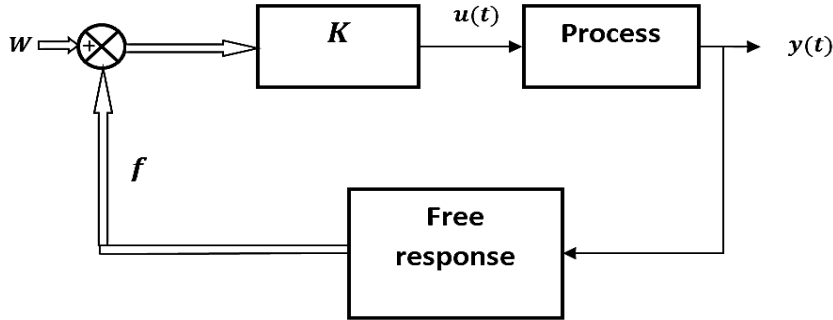 W
+
K
u(t)
Process
y(t)
f
Free
response